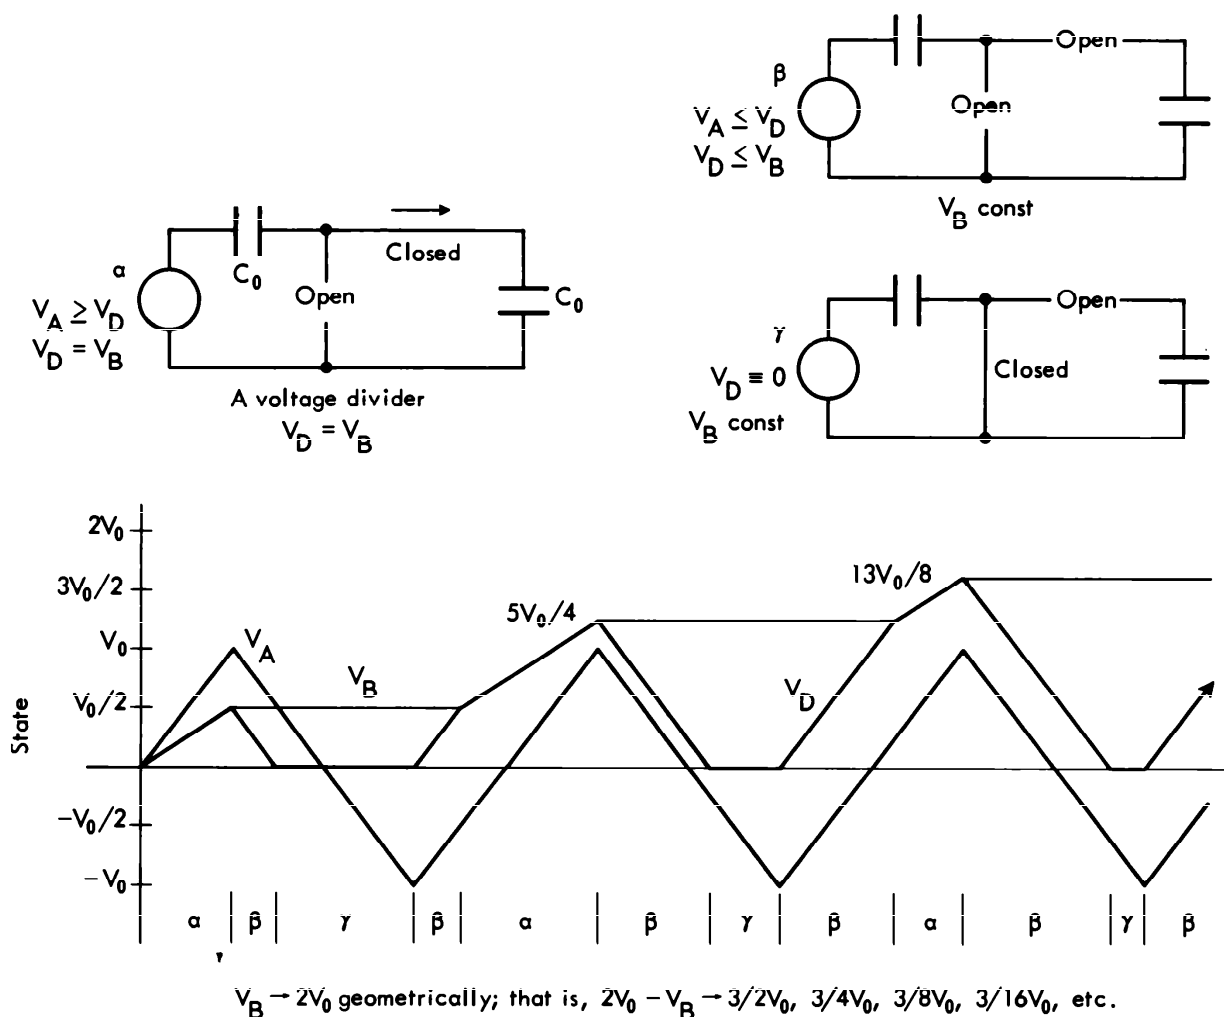 β
V_A ≤ V_D
V_D ≤ V_B
Open
Open
V_B const
α
V_A ≥ V_D
V_D = V_B
C_0
Open
Closed
C_0
A voltage divider
V_D = V_B
γ
V_D ≡ 0
V_B const
Open
Closed
State
2V_0
3V_0/2
V_0
V_0/2
-V_0/2
-V_0
V_A
V_B
5V_0/4
V_D
13V_0/8
α β γ β α β γ β α β γ β
V_B → 2V_0 geometrically; that is, 2V_0 - V_B → 3/2V_0, 3/4V_0, 3/8V_0, 3/16V_0, etc.